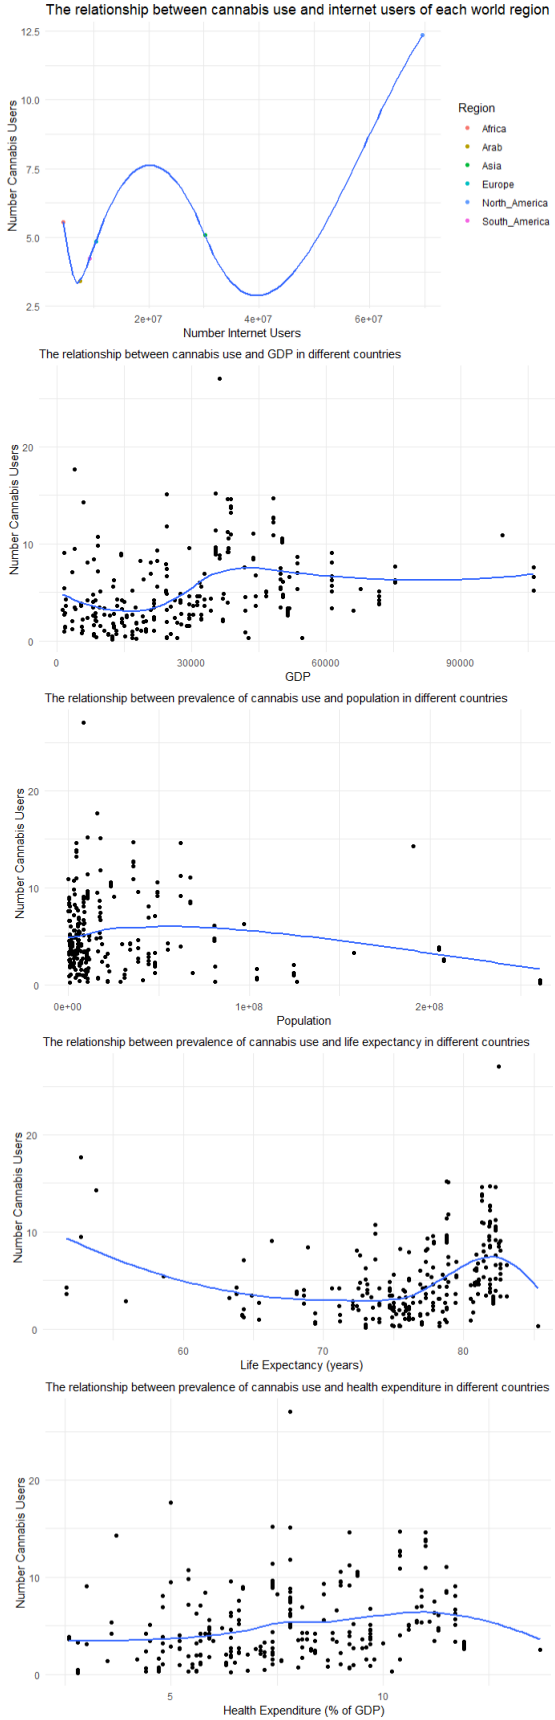 The relationship between cannabis use and internet users of each world region
12.5
10.0
7.5
5.0
2.5
Number Cannabis Users
2e+07 4e+07 6e+07
Number Internet Users
Region
Africa
Arab
Asia
Europe
North_America
South_America
The relationship between cannabis use and GDP in different countries
20
10
0
Number Cannabis Users
0 30000 60000 90000
GDP
The relationship between prevalence of cannabis use and population in different countries
20
10
0
Number Cannabis Users
0e+00 1e+08 2e+08
Population
The relationship between prevalence of cannabis use and life expectancy in different countries
20
10
0
Number Cannabis Users
60 70 80
Life Expectancy (years)
The relationship between prevalence of cannabis use and health expenditure in different countries
20
10
0
Number Cannabis Users
5 10
Health Expenditure (% of GDP)